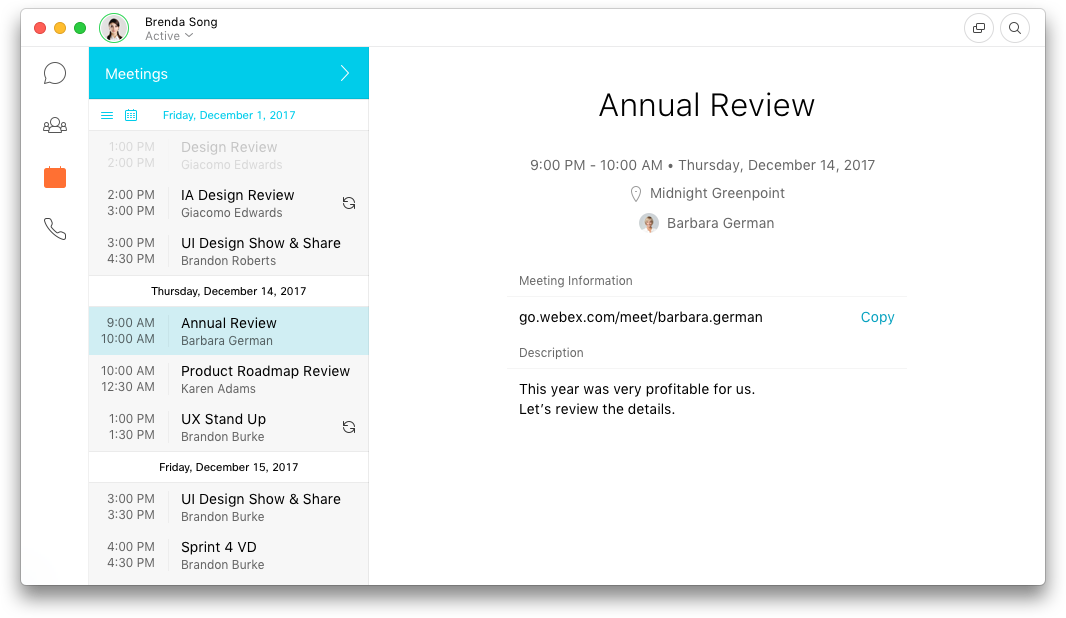 Brenda Song
Active
Meetings
Friday, December 1, 2017
1:00 PM
2:00 PM
Design Review
Giacomo Edwards
2:00 PM
3:00 PM
IA Design Review
Giacomo Edwards
3:00 PM
4:30 PM
UI Design Show & Share
Brandon Roberts
Thursday, December 14, 2017
9:00 AM
10:00 AM
Annual Review
Barbara German
10:00 AM
12:30 AM
Product Roadmap Review
Karen Adams
1:00 PM
1:30 PM
UX Stand Up
Brandon Burke
Friday, December 15, 2017
3:00 PM
3:30 PM
UI Design Show & Share
Brandon Burke
4:00 PM
4:30 PM
Sprint 4 VD
Brandon Burke
Annual Review
9:00 PM - 10:00 AM • Thursday, December 14, 2017
Midnight Greenpoint
Barbara German
Meeting Information
go.webex.com/meet/barbara.german
Copy
Description
This year was very profitable for us.
Let’s review the details.